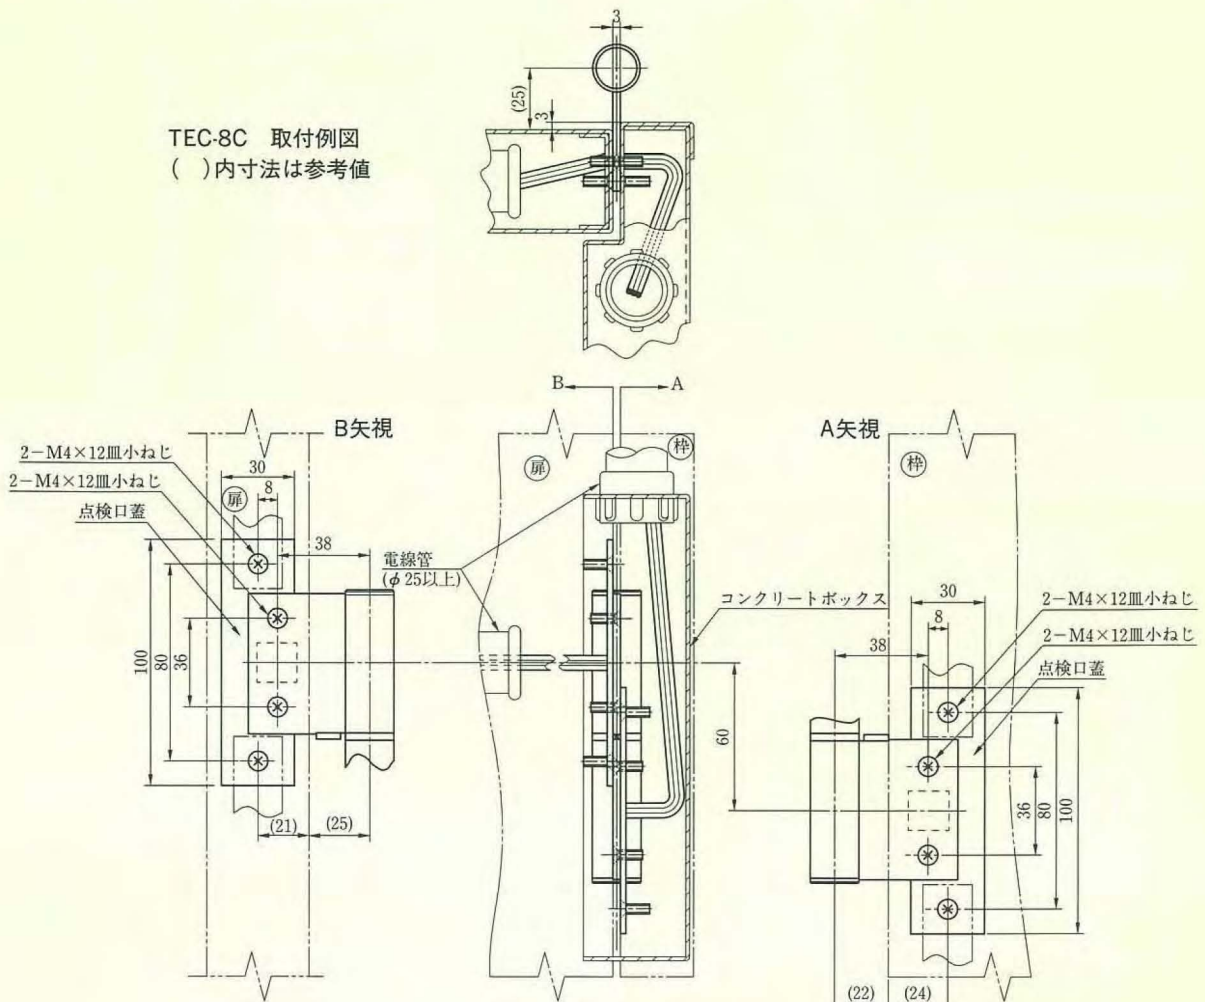 3
(25)
3
TEC-8C 取付例図
( )内寸法は参考値
B
A
B矢視
A矢視
2-M4×12皿小ねじ
2-M4×12皿小ねじ
点検口蓋
30
8
扉
38
100
80
36
(21)
(25)
扉
枠
電線管
(φ25以上)
コンクリートボックス
60
枠
30
8
38
2-M4×12皿小ねじ
2-M4×12皿小ねじ
点検口蓋
36
80
100
(22)
(24)